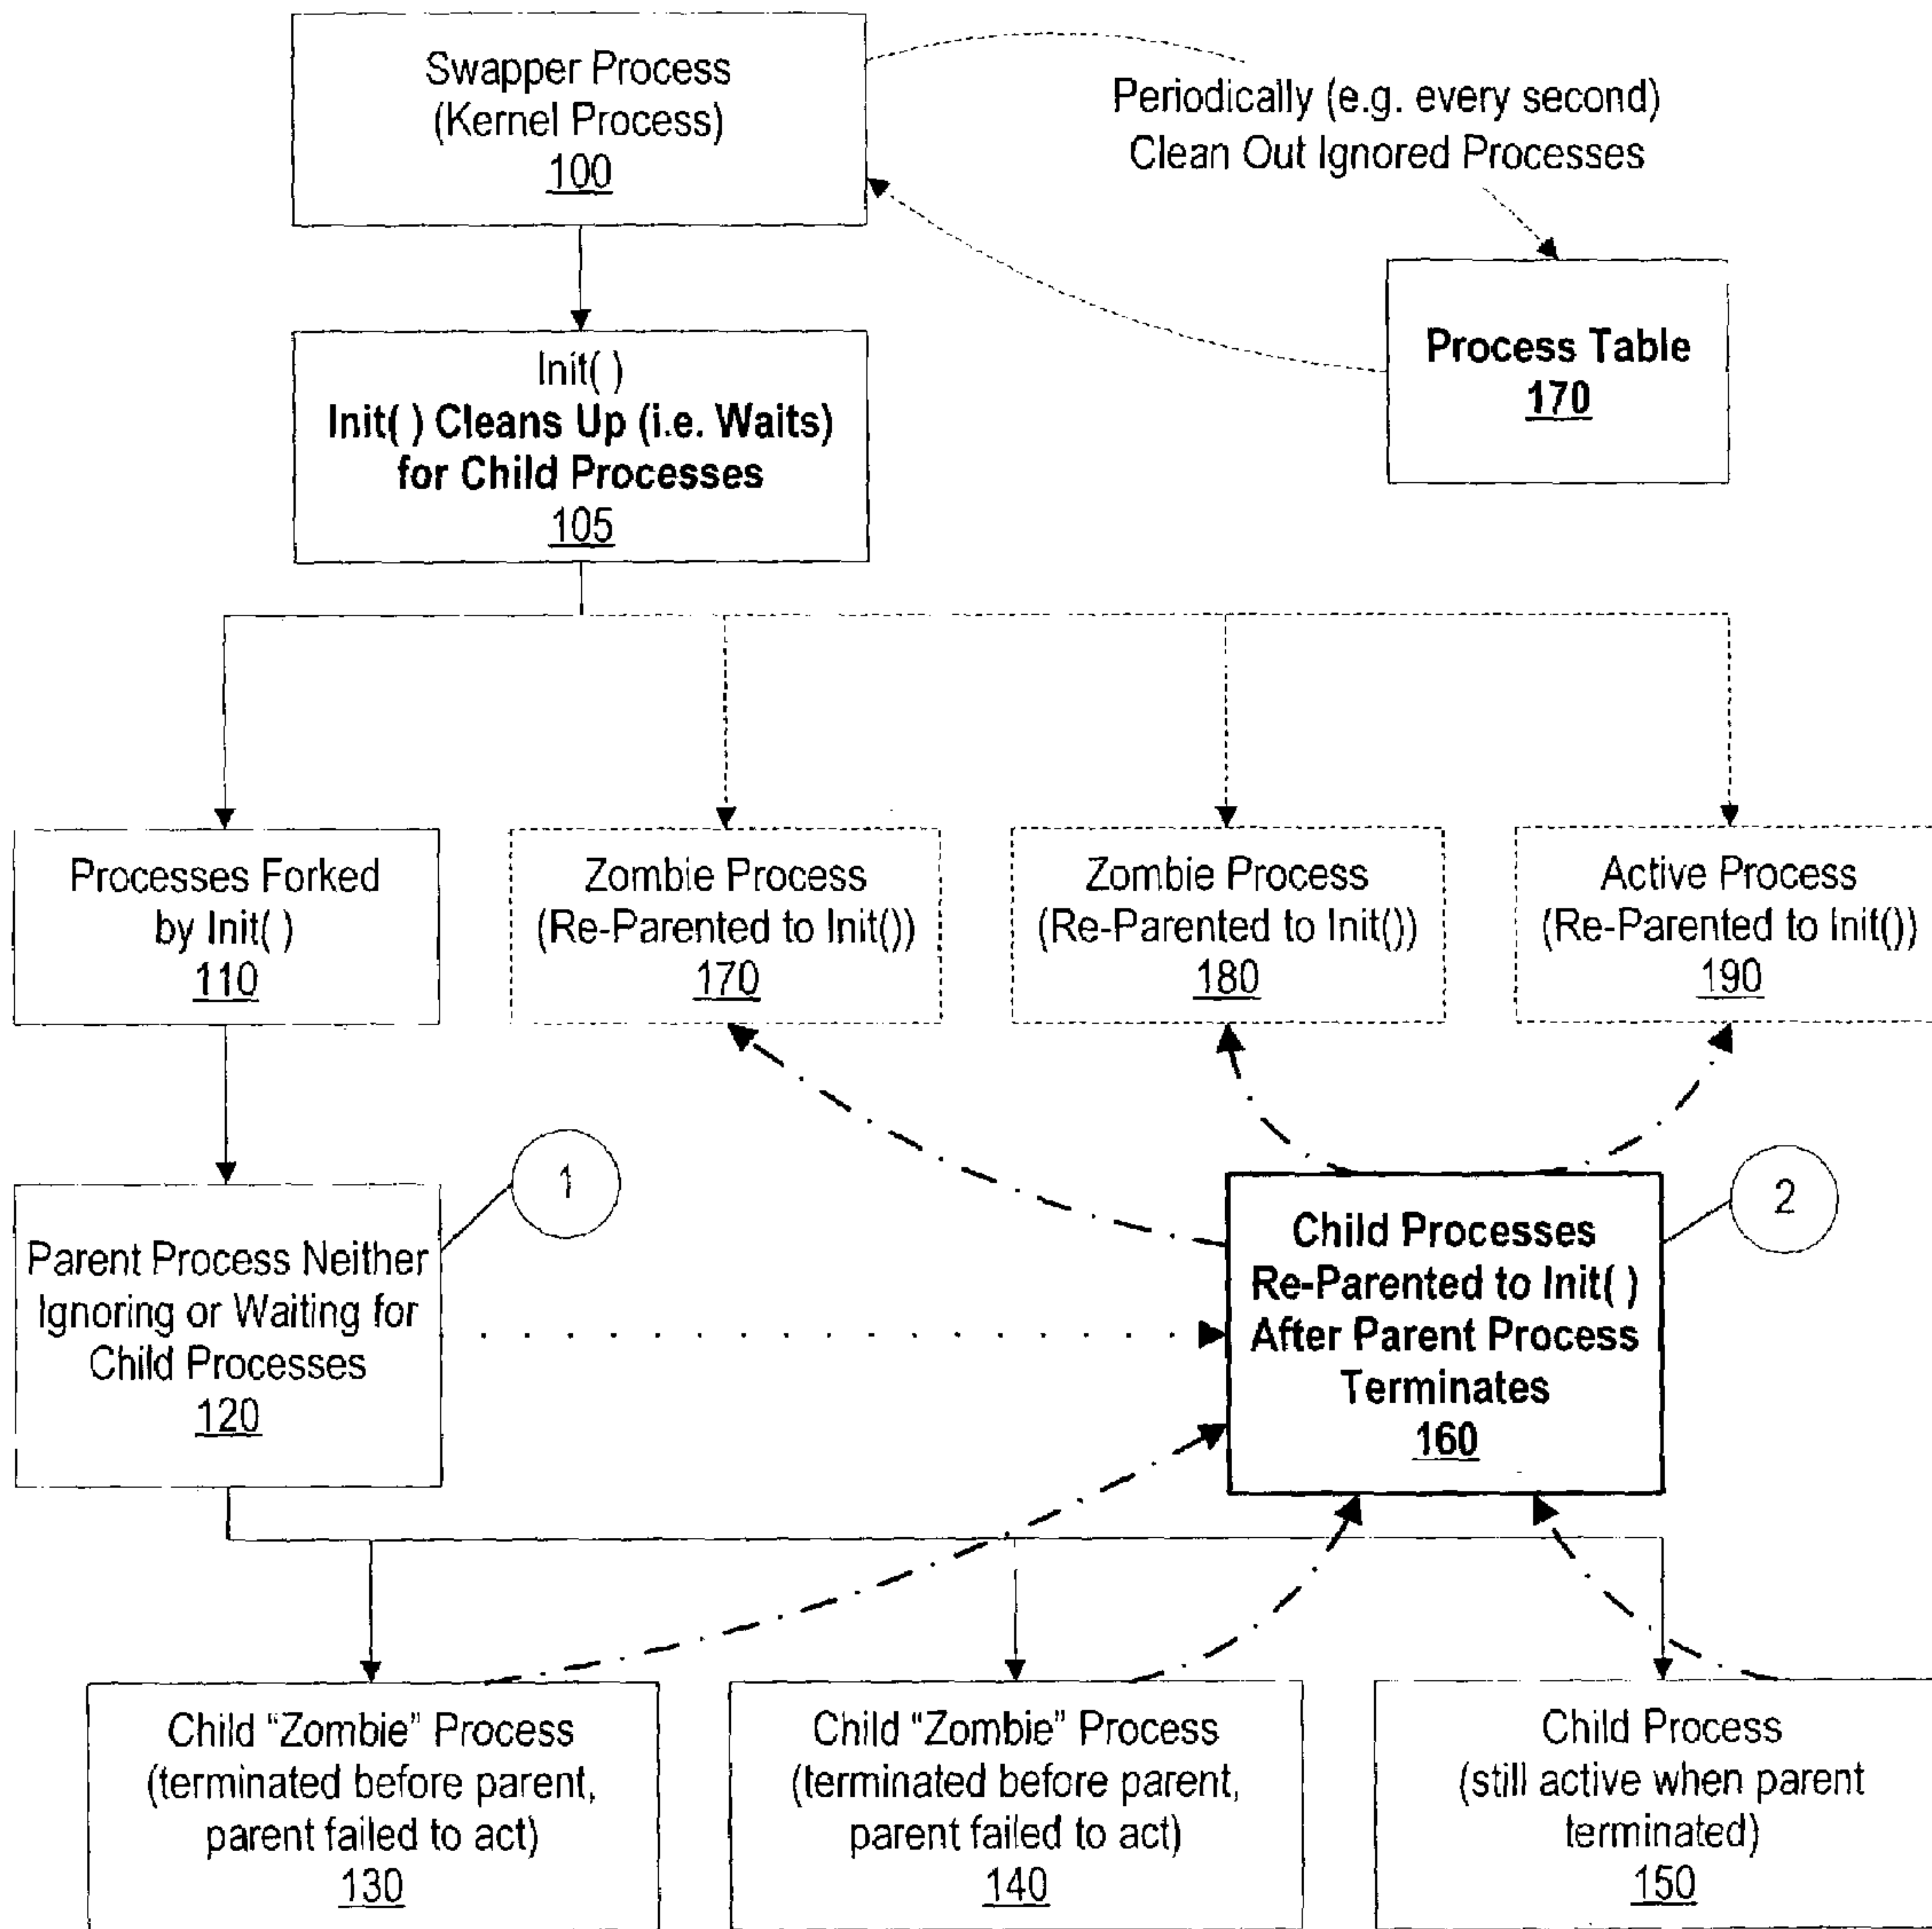 Swapper Process
(Kernel Process)
100
Periodically (e.g. every second)
Clean Out Ignored Processes
Process Table
170
Init( )
Init( ) Cleans Up (i.e. Waits)
for Child Processes
105
Processes Forked
by Init( )
110
Zombie Process
(Re-Parented to Init())
170
Zombie Process
(Re-Parented to Init())
180
Active Process
(Re-Parented to Init())
190
1
2
Parent Process Neither
Ignoring or Waiting for
Child Processes
120
Child Processes
Re-Parented to Init( )
After Parent Process
Terminates
160
Child “Zombie” Process
(terminated before parent,
parent failed to act)
130
Child “Zombie” Process
(terminated before parent,
parent failed to act)
140
Child Process
(still active when parent
terminated)
150